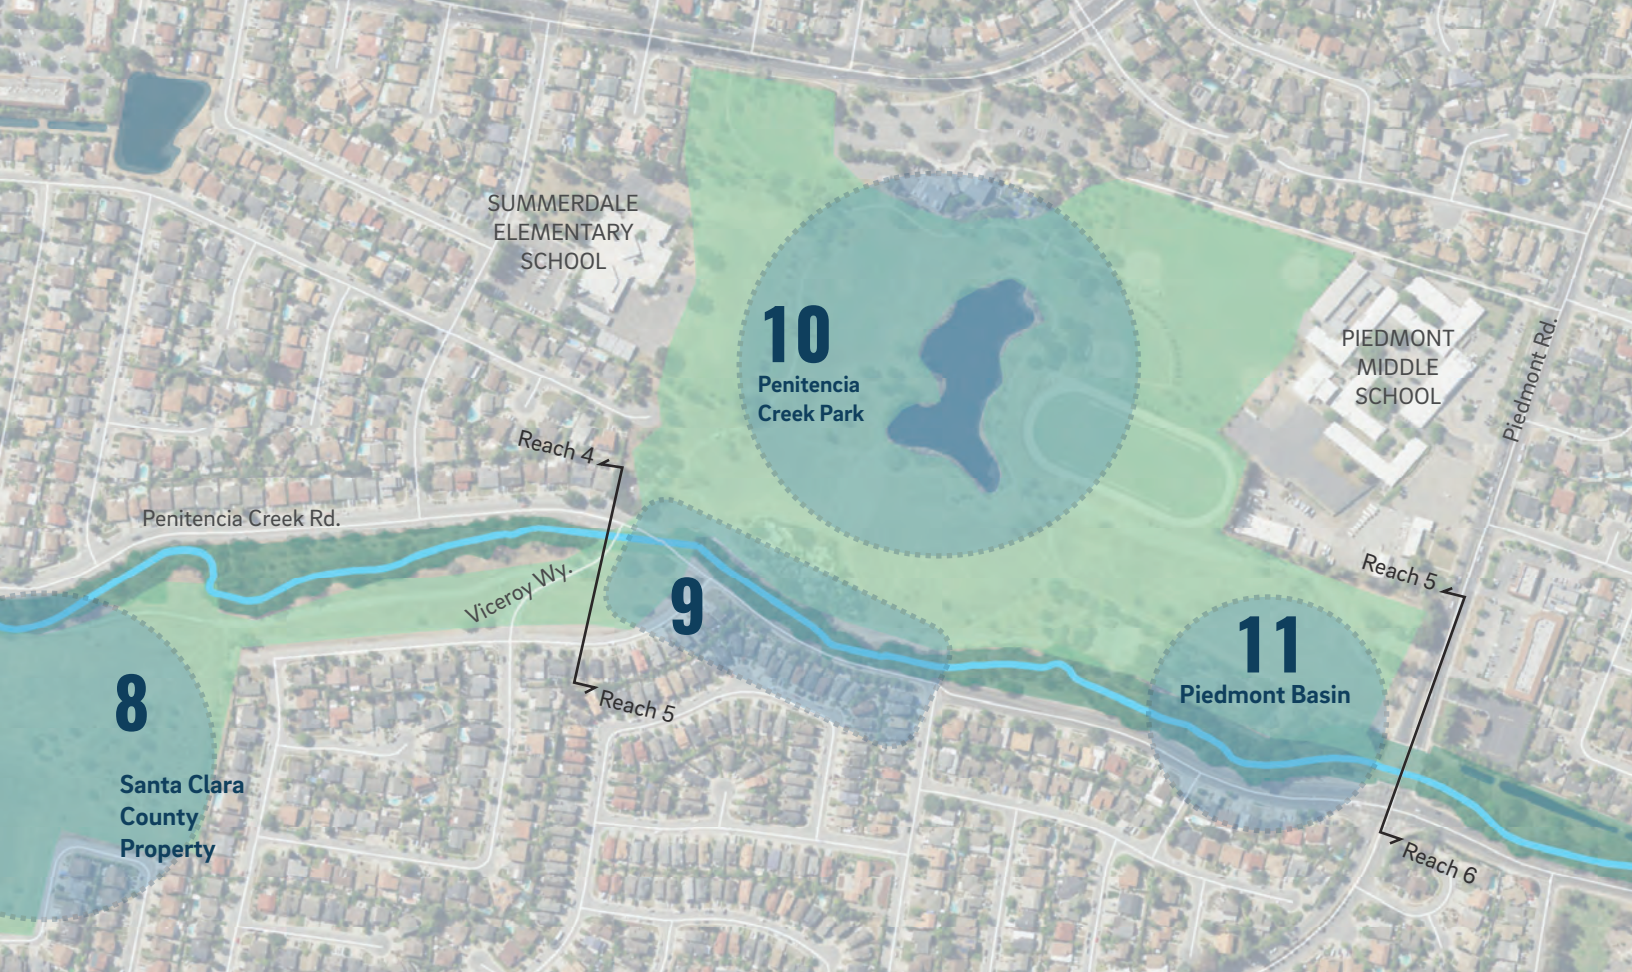 SUMMERDALE
ELEMENTARY
SCHOOL
10
Penitencia
Creek Park
PIEDMONT
MIDDLE
SCHOOL
Piedmont Rd.
Reach 4
Penitencia Creek Rd.
Viceroy Wy.
9
Reach 5
Reach 5
11
Piedmont Basin
8
Santa Clara
County
Property
Reach 6